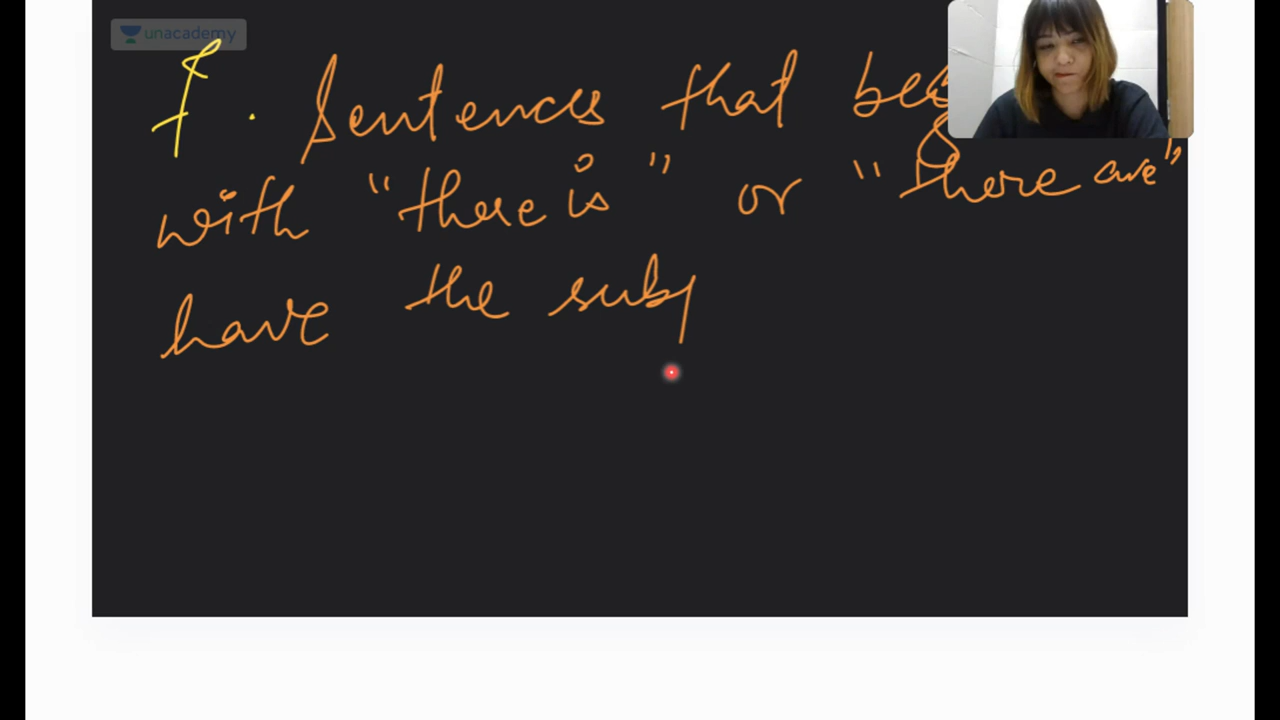 unacademy
f. Sentences that beg
with "there is" or "there are"
have the subj